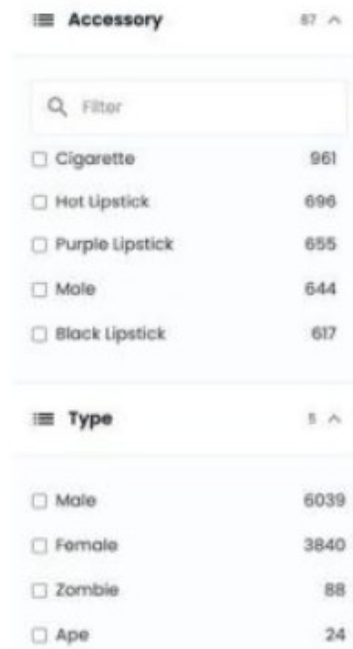 Accessory 87
Filter
Cigarette 961
Hot Lipstick 696
Purple Lipstick 655
Mole 644
Black Lipstick 617
Type 5
Male 6039
Female 3840
Zombie 88
Ape 24